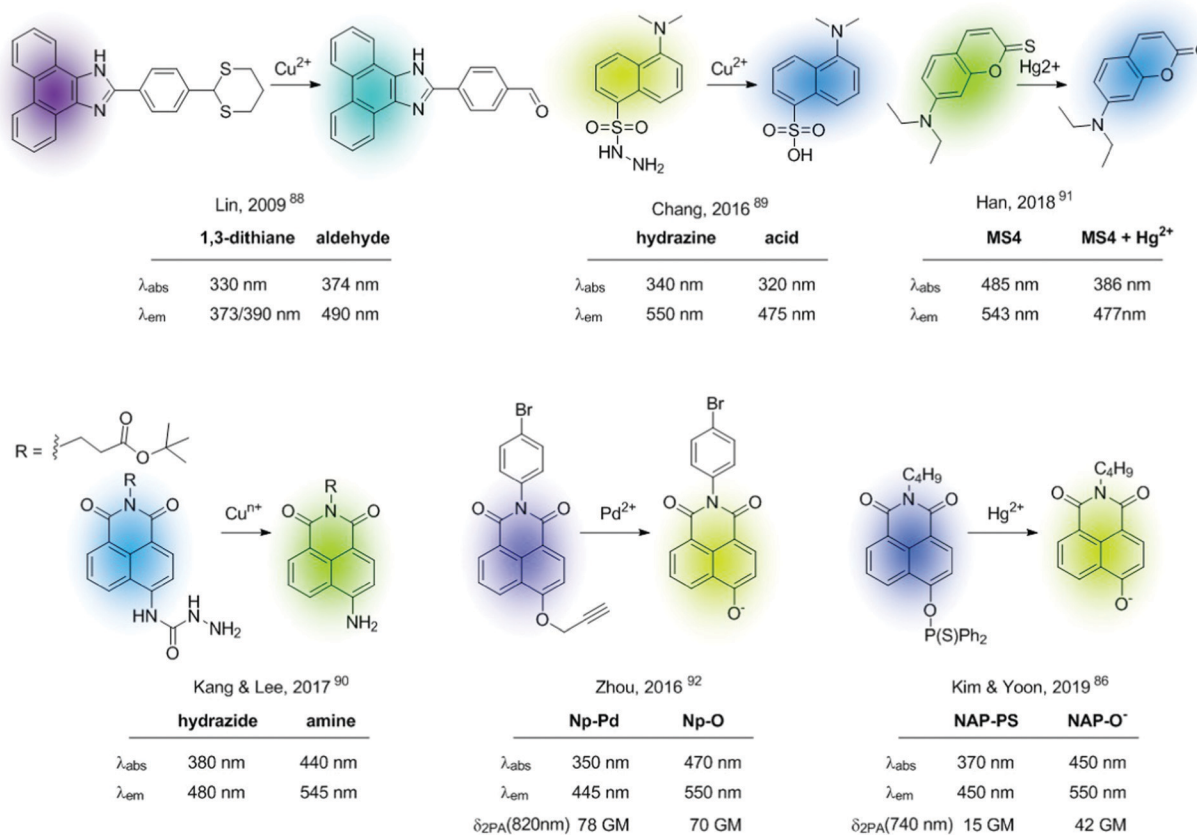 NH
N
S
S
Cu²⁺
NH
N
O
N
O=S=O
HN
NH₂
Cu²⁺
N
O=S=O
OH
S
O
N
Hg2+
O
N
Lin, 2009 ⁸⁸
1,3-dithiane aldehyde
λabs 330 nm 374 nm
λem 373/390 nm 490 nm
Chang, 2016 ⁸⁹
hydrazine acid
λabs 340 nm 320 nm
λem 550 nm 475 nm
Han, 2018 ⁹¹
MS4 MS4 + Hg²⁺
λabs 485 nm 386 nm
λem 543 nm 477nm
R =
O
O
R
O N O
HN
O
H
N
NH₂
Cuⁿ⁺
R
O N O
NH₂
Br
O N O
O
Pd²⁺
Br
O N O
O⁻
C₄H₉
O N O
O
P(S)Ph₂
Hg²⁺
C₄H₉
O N O
O⁻
Kang & Lee, 2017 ⁹⁰
hydrazide amine
λabs 380 nm 440 nm
λem 480 nm 545 nm
Zhou, 2016 ⁹²
Np-Pd Np-O
λabs 350 nm 470 nm
λem 445 nm 550 nm
δ2PA(820nm) 78 GM 70 GM
Kim & Yoon, 2019 ⁸⁶
NAP-PS NAP-O⁻
λabs 370 nm 450 nm
λem 450 nm 550 nm
δ2PA(740 nm) 15 GM 42 GM